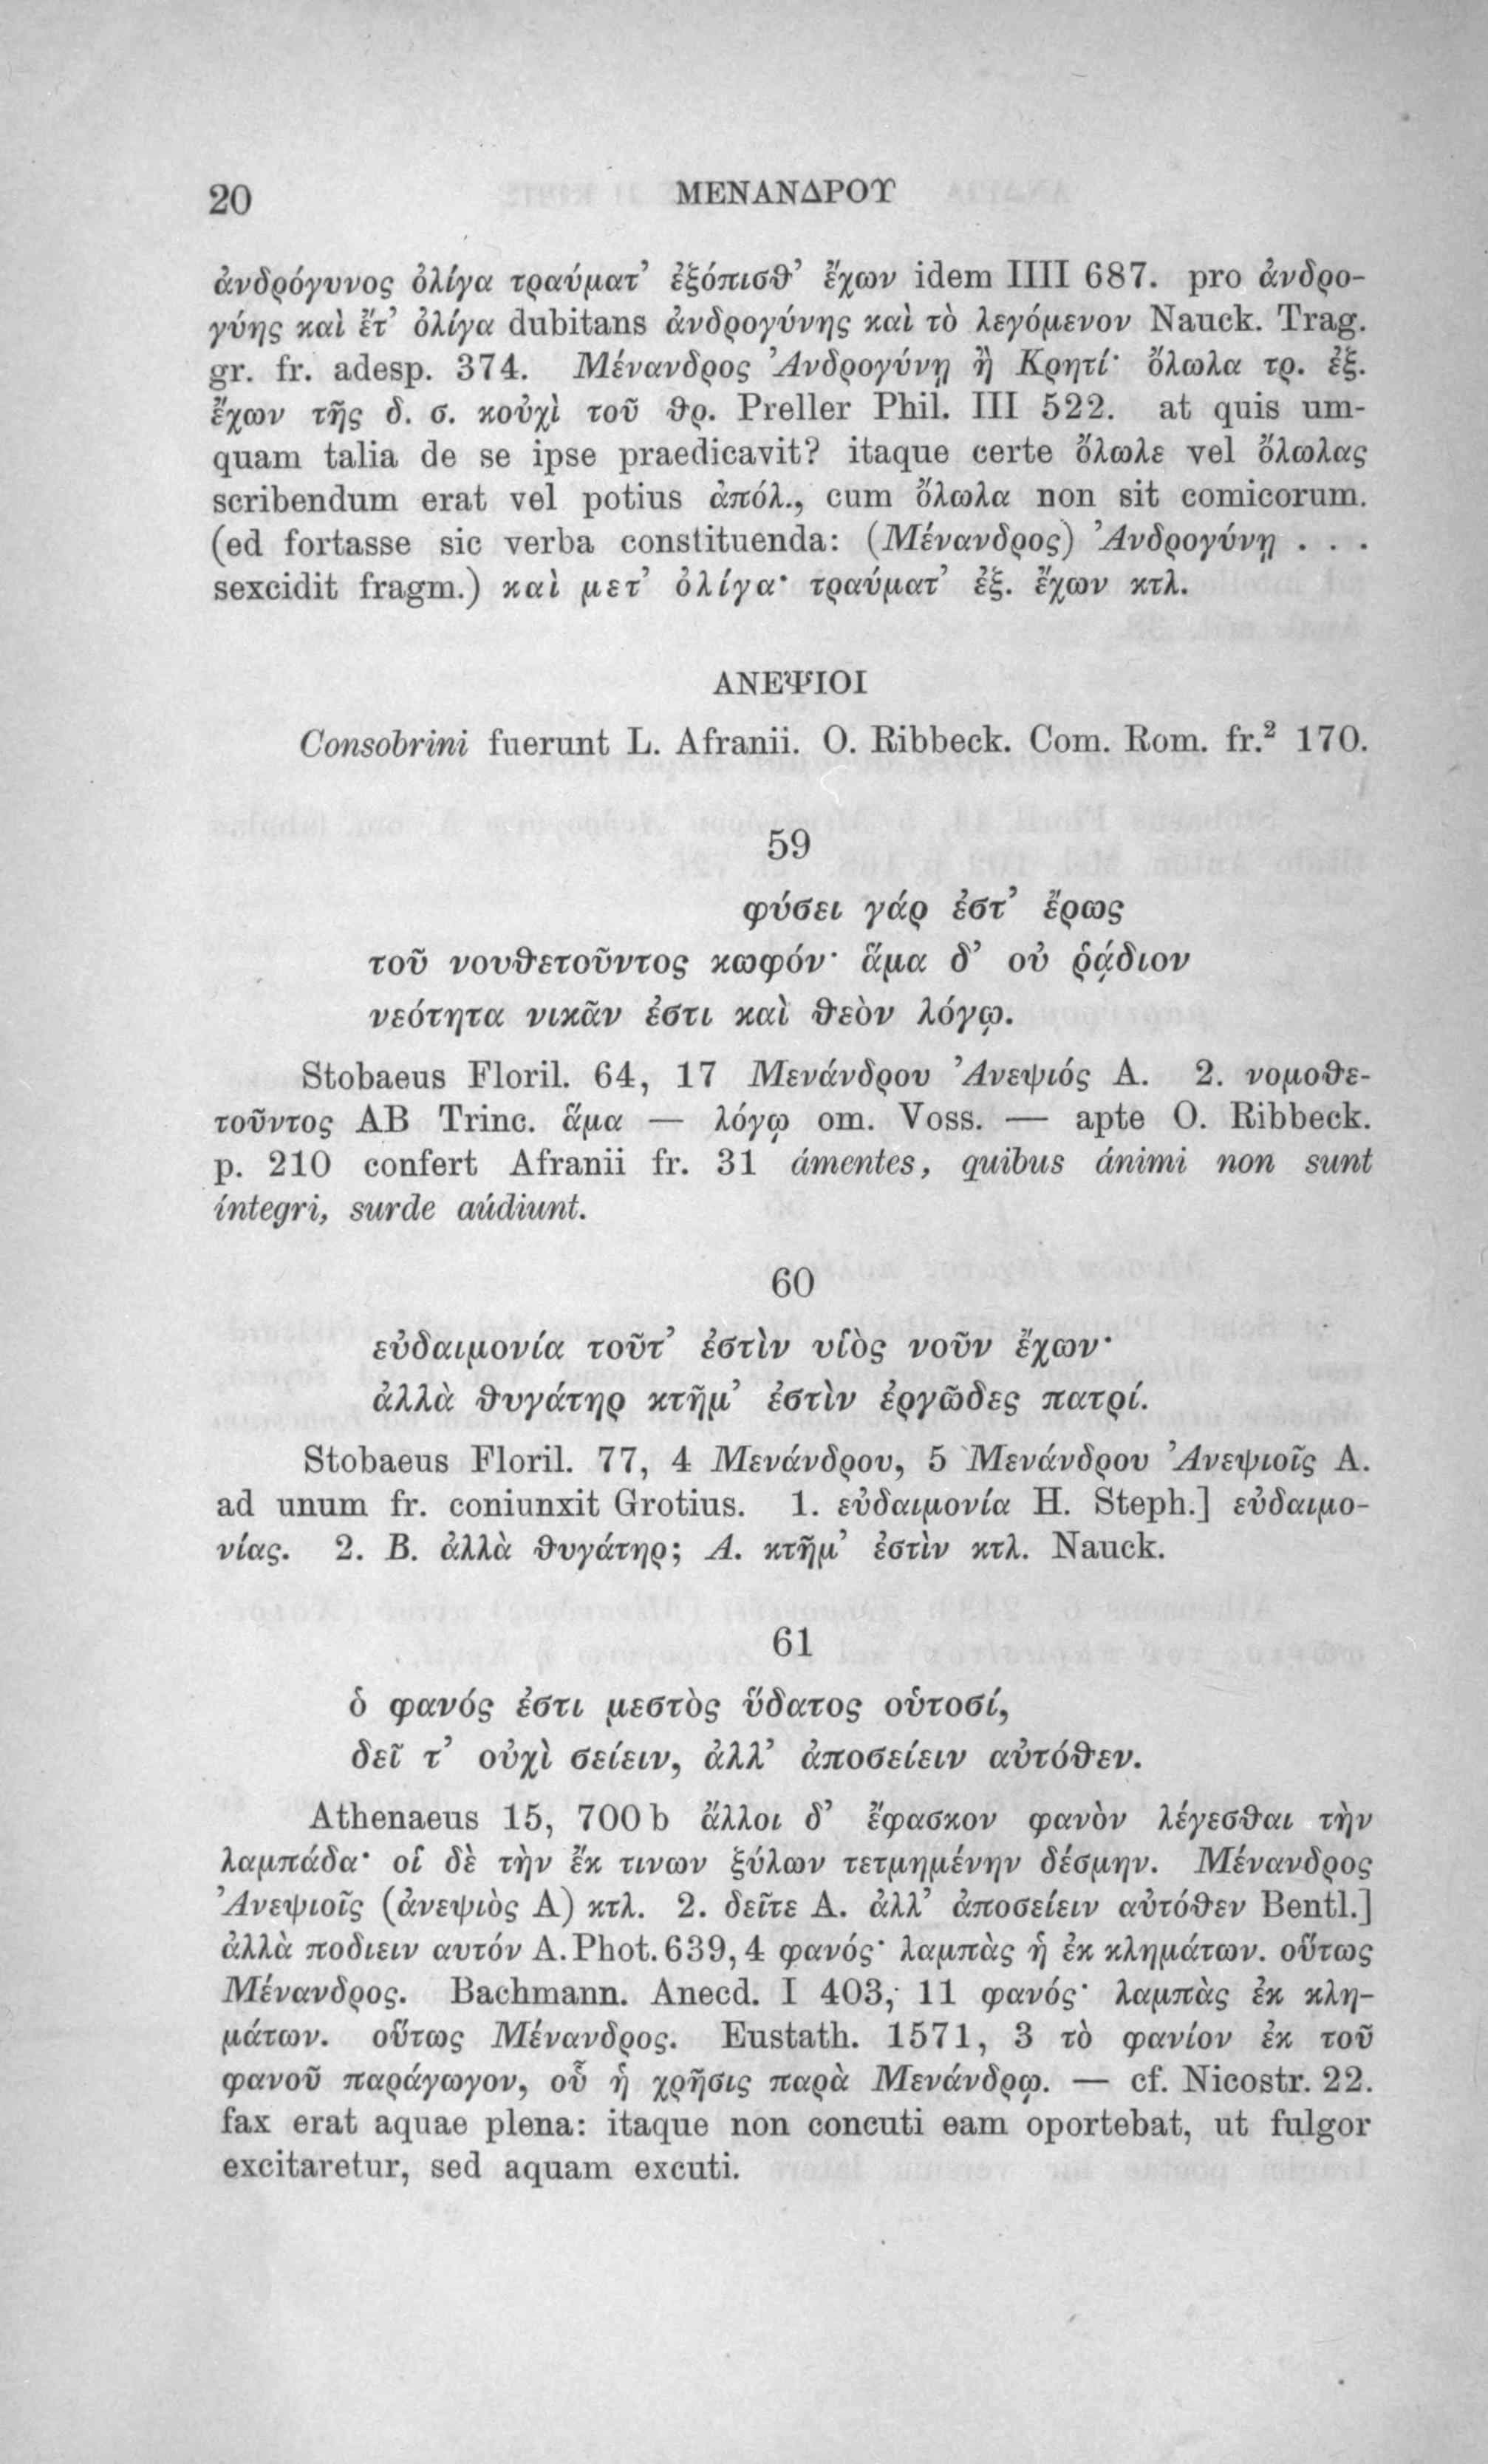 20
ΜΕΝΑΝΔΡΟΥ
ἀνδρόγυνος ὀλίγα τραύματ’ ἐξόπισθ’ ἔχων idem IIII 687. pro ἀνδρο-
γύης καὶ ἔτ’ ὀλίγα dubitans ἀνδρογύνης καὶ τὸ λεγόμενον Nauck. Trag.
gr. fr. adesp. 374. Μένανδρος Ἀνδρογύνῃ ἢ Κρητί· ὄλωλα τρ. ἐξ.
ἔχων τῆς δ. σ. κοὐχὶ τοῦ θρ. Preller Phil. III 522. at quis um-
quam talia de se ipse praedicavit? itaque certe ὄλωλε vel ὄλωλας
scribendum erat vel potius ἀπόλ., cum ὄλωλα non sit comicorum.
(ed fortasse sic verba constituenda: (Μένανδρος) Ἀνδρογύνῃ . . .
sexcidit fragm.) καὶ μετ’ ὀλίγα· τραύματ’ ἐξ. ἔχων κτλ.
ΑΝΕΨΙΟΙ
Consobrini fuerunt L. Afranii. O. Ribbeck. Com. Rom. fr.² 170.
59
φύσει γάρ ἐστ’ ἔρως
τοῦ νουθετοῦντος κωφόν· ἅμα δ’ οὐ ῥᾴδιον
νεότητα νικᾶν ἐστι καὶ θεὸν λόγῳ.
Stobaeus Floril. 64, 17 Μενάνδρου Ἀνεψιός A. 2. νομοθε-
τοῦντος AB Trinc. ἅμα — λόγῳ om. Voss. — apte O. Ribbeck.
p. 210 confert Afranii fr. 31 ámentes, quibus ánimi non sunt
íntegri, surde aúdiunt.
60
εὐδαιμονία τοῦτ’ ἐστὶν υἱὸς νοῦν ἔχων·
ἀλλὰ θυγάτηρ κτῆμ’ ἐστὶν ἐργῶδες πατρί.
Stobaeus Floril. 77, 4 Μενάνδρου, 5 Μενάνδρου Ἀνεψιοῖς A.
ad unum fr. coniunxit Grotius. 1. εὐδαιμονία H. Steph.] εὐδαιμο-
νίας. 2. B. ἀλλὰ θυγάτηρ; A. κτῆμ’ ἐστὶν κτλ. Nauck.
61
ὁ φανός ἐστι μεστὸς ὕδατος οὑτοσί,
δεῖ τ’ οὐχὶ σείειν, ἀλλ’ ἀποσείειν αὐτόθεν.
Athenaeus 15, 700 b ἄλλοι δ’ ἔφασκον φανὸν λέγεσθαι τὴν
λαμπάδα· οἱ δὲ τὴν ἔκ τινων ξύλων τετμημένην δέσμην. Μένανδρος
Ἀνεψιοῖς (ἀνεψιὸς A) κτλ. 2. δεῖτε A. ἀλλ’ ἀποσείειν αὐτόθεν Bentl.]
ἀλλὰ ποδιειν αυτόν A. Phot. 639, 4 φανός· λαμπὰς ἡ ἐκ κλημάτων. οὕτως
Μένανδρος. Bachmann. Anecd. I 403, 11 φανός· λαμπὰς ἐκ κλη-
μάτων. οὕτως Μένανδρος. Eustath. 1571, 3 τὸ φανίον ἐκ τοῦ
φανοῦ παράγωγον, οὗ ἡ χρῆσις παρὰ Μενάνδρῳ. — cf. Nicostr. 22.
fax erat aquae plena: itaque non concuti eam oportebat, ut fulgor
excitaretur, sed aquam excuti.